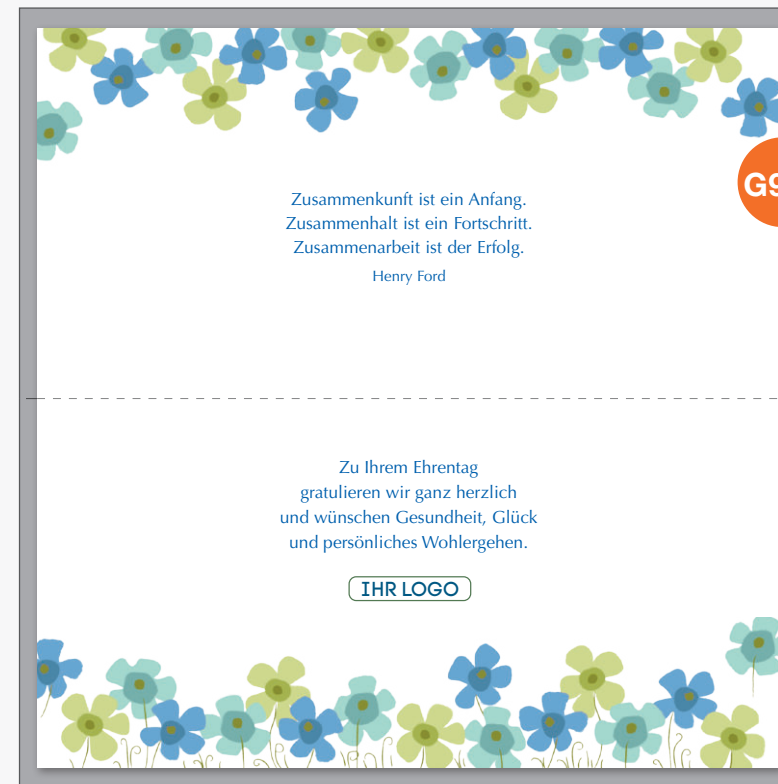 G9
Zusammenkunft ist ein Anfang.
Zusammenhalt ist ein Fortschritt.
Zusammenarbeit ist der Erfolg.
Henry Ford
Zu Ihrem Ehrentag
gratulieren wir ganz herzlich
und wünschen Gesundheit, Glück
und persönliches Wohlergehen.
IHR LOGO